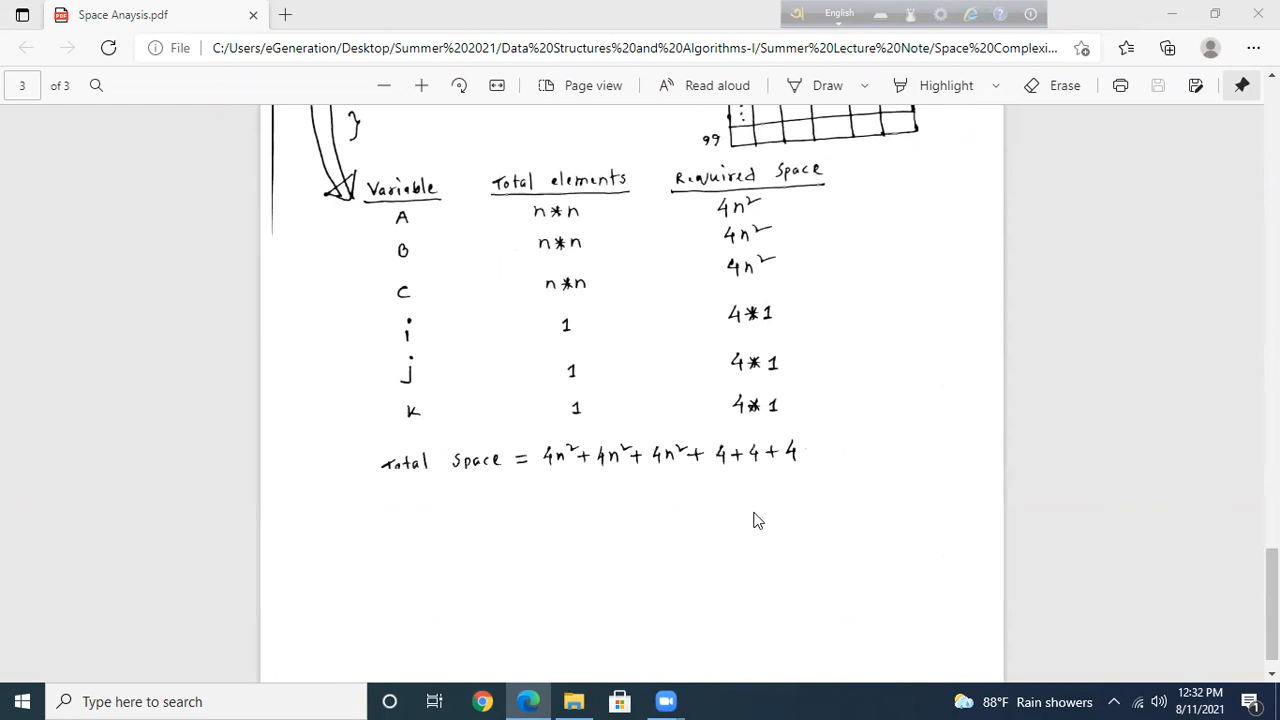 Space Anaysis.pdf
English
File
C:/Users/eGeneration/Desktop/Summer%202021/Data%20Structures%20and%20Algorithms-I/Summer%20Lecture%20Note/Space%20Complexi...
3 of 3
Page view
Read aloud
Draw
Highlight
Erase
}
99
Variable Total elements Required Space
A n*n 4n²
B n*n 4n²
C n*n 4n²
i 1 4*1
j 1 4*1
k 1 4*1
Total Space = 4n²+4n²+4n²+ 4+4+4
Type here to search
88°F Rain showers
12:32 PM
8/11/2021